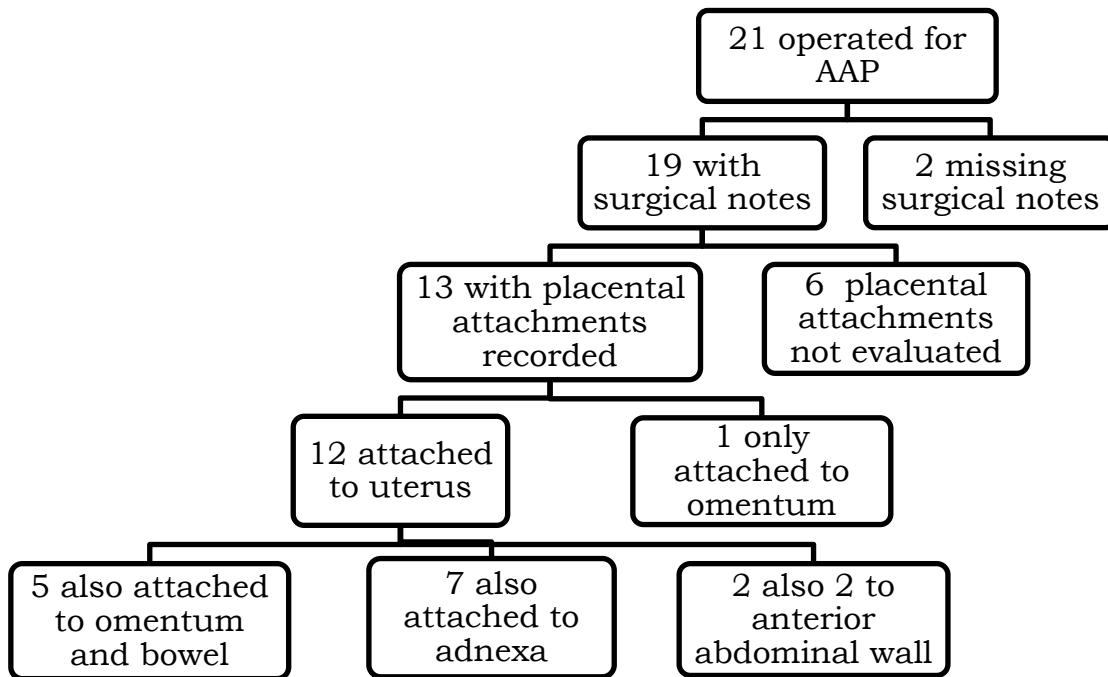 21 operated for
AAP
19 with
surgical notes
2 missing
surgical notes
13 with placental
attachments
recorded
6 placental
attachments
not evaluated
12 attached
to uterus
1 only
attached to
omentum
5 also attached
to omentum
and bowel
7 also
attached to
adnexa
2 also 2 to
anterior
abdominal wall